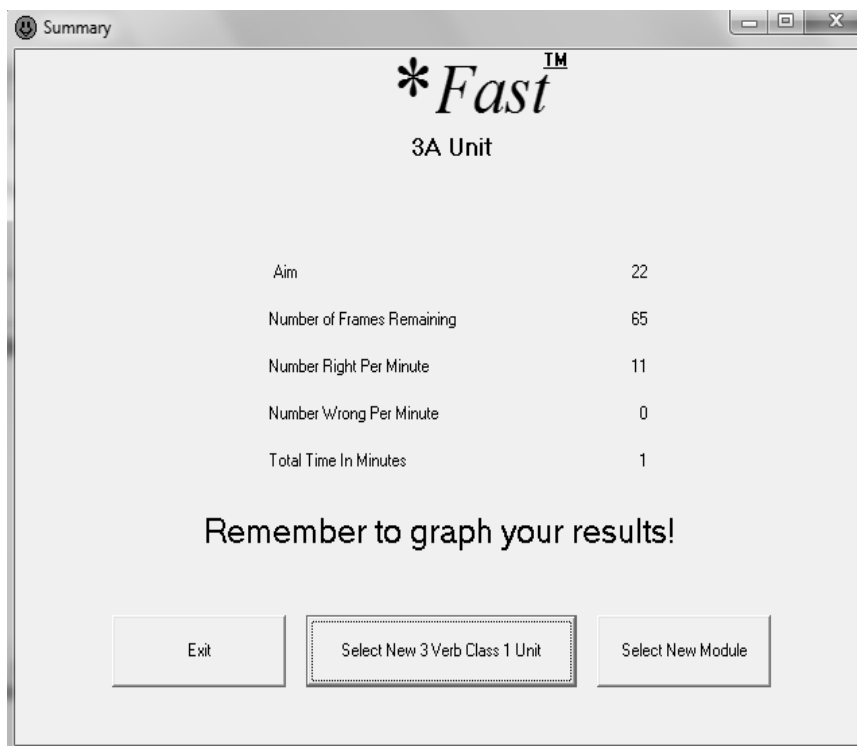 Summary
*Fast™
3A Unit
Aim 22
Number of Frames Remaining 65
Number Right Per Minute 11
Number Wrong Per Minute 0
Total Time In Minutes 1
Remember to graph your results!
Exit Select New 3 Verb Class 1 Unit Select New Module